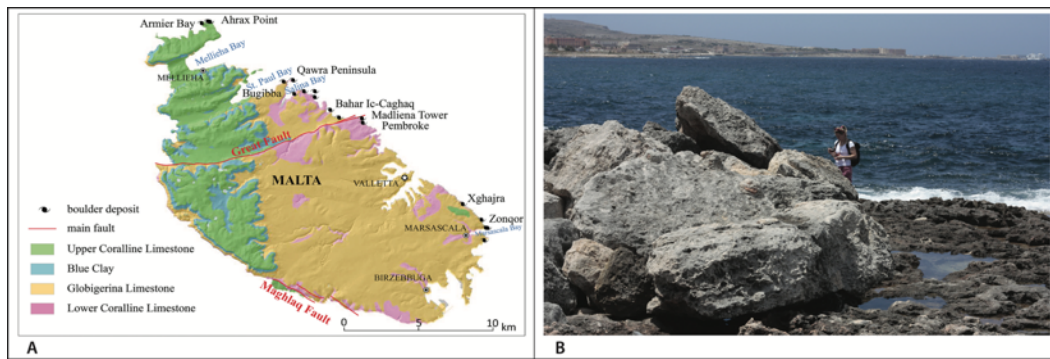 Armier Bay
Ahrax Point
Mellieha Bay
MELLIEHA
St. Paul Bay
Qawra Peninsula
Salina Bay
Bugibba
Bahar Ic-Caghaq
Madliena Tower
Pembroke
Great Fault
MALTA
VALLETTA
Xghajra
Zonqor
MARSASCALA
Marsascala Bay
BIRZEBBUGA
Maghlaq Fault
boulder deposit
main fault
Upper Coralline Limestone
Blue Clay
Globigerina Limestone
Lower Coralline Limestone
0 5 10
km
A
B